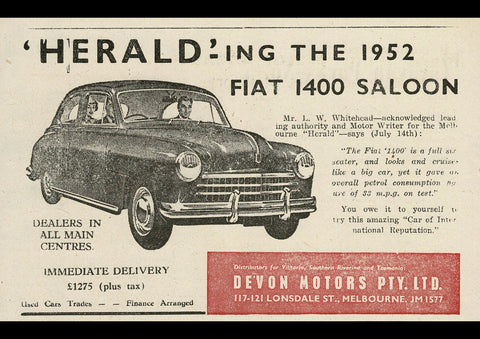 'HERALD'-ING THE 1952
FIAT 1400 SALOON
Mr. L. W. Whitehead—acknowledged lead
ing authority and Motor Writer for the Melb
ourne "Herald"—says (July 14th):
"The Fiat '1400' is a full six
seater, and looks and cruise
like a big car, yet it gave an
overall petrol consumption
ure of 33 m.p.g. on test."
You owe it to yourself to
try this amazing "Car of Inter
national Reputation."
DEALERS IN
ALL MAIN
CENTRES.
IMMEDIATE DELIVERY
£1275 (plus tax)
Used Cars Trades -- Finance Arranged
Distributors for Victoria, Southern Riverina and Tasmania:
DEVON MOTORS PTY. LTD.
117-121 LONSDALE ST., MELBOURNE. JM 1577